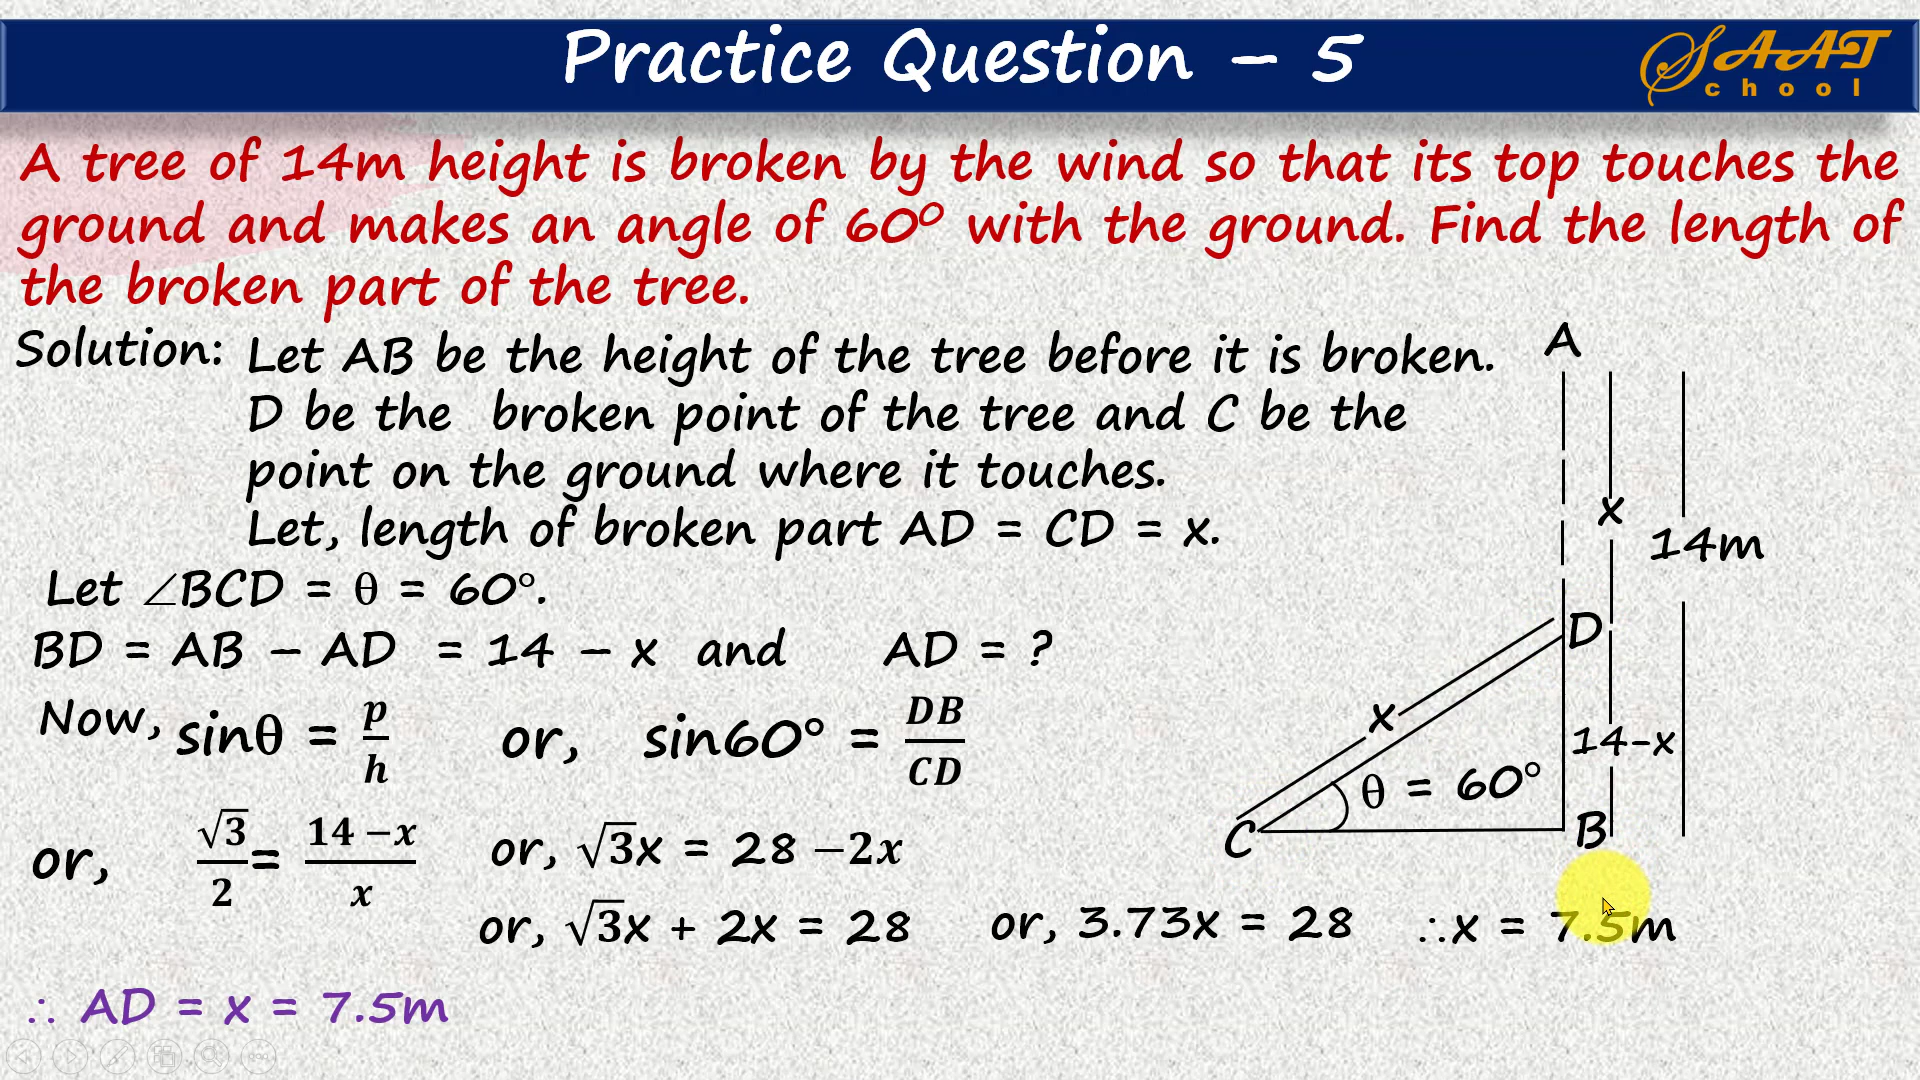 Practice Question – 5
SAAT
chool
A tree of 14m height is broken by the wind so that its top touches the
ground and makes an angle of 60° with the ground. Find the length of
the broken part of the tree.
Solution: Let AB be the height of the tree before it is broken.
D be the broken point of the tree and C be the
point on the ground where it touches.
Let, length of broken part AD = CD = x.
Let ∠BCD = θ = 60°.
BD = AB – AD = 14 – x and AD = ?
Now, sinθ = p/h or, sin60° = DB/CD
or, √3/2 = 14 –x/x or, √3x = 28 –2x
or, √3x + 2x = 28 or, 3.73x = 28 ∴x = 7.5m
∴ AD = x = 7.5m
A
x
14m
D
x
14-x
θ = 60°
C
B